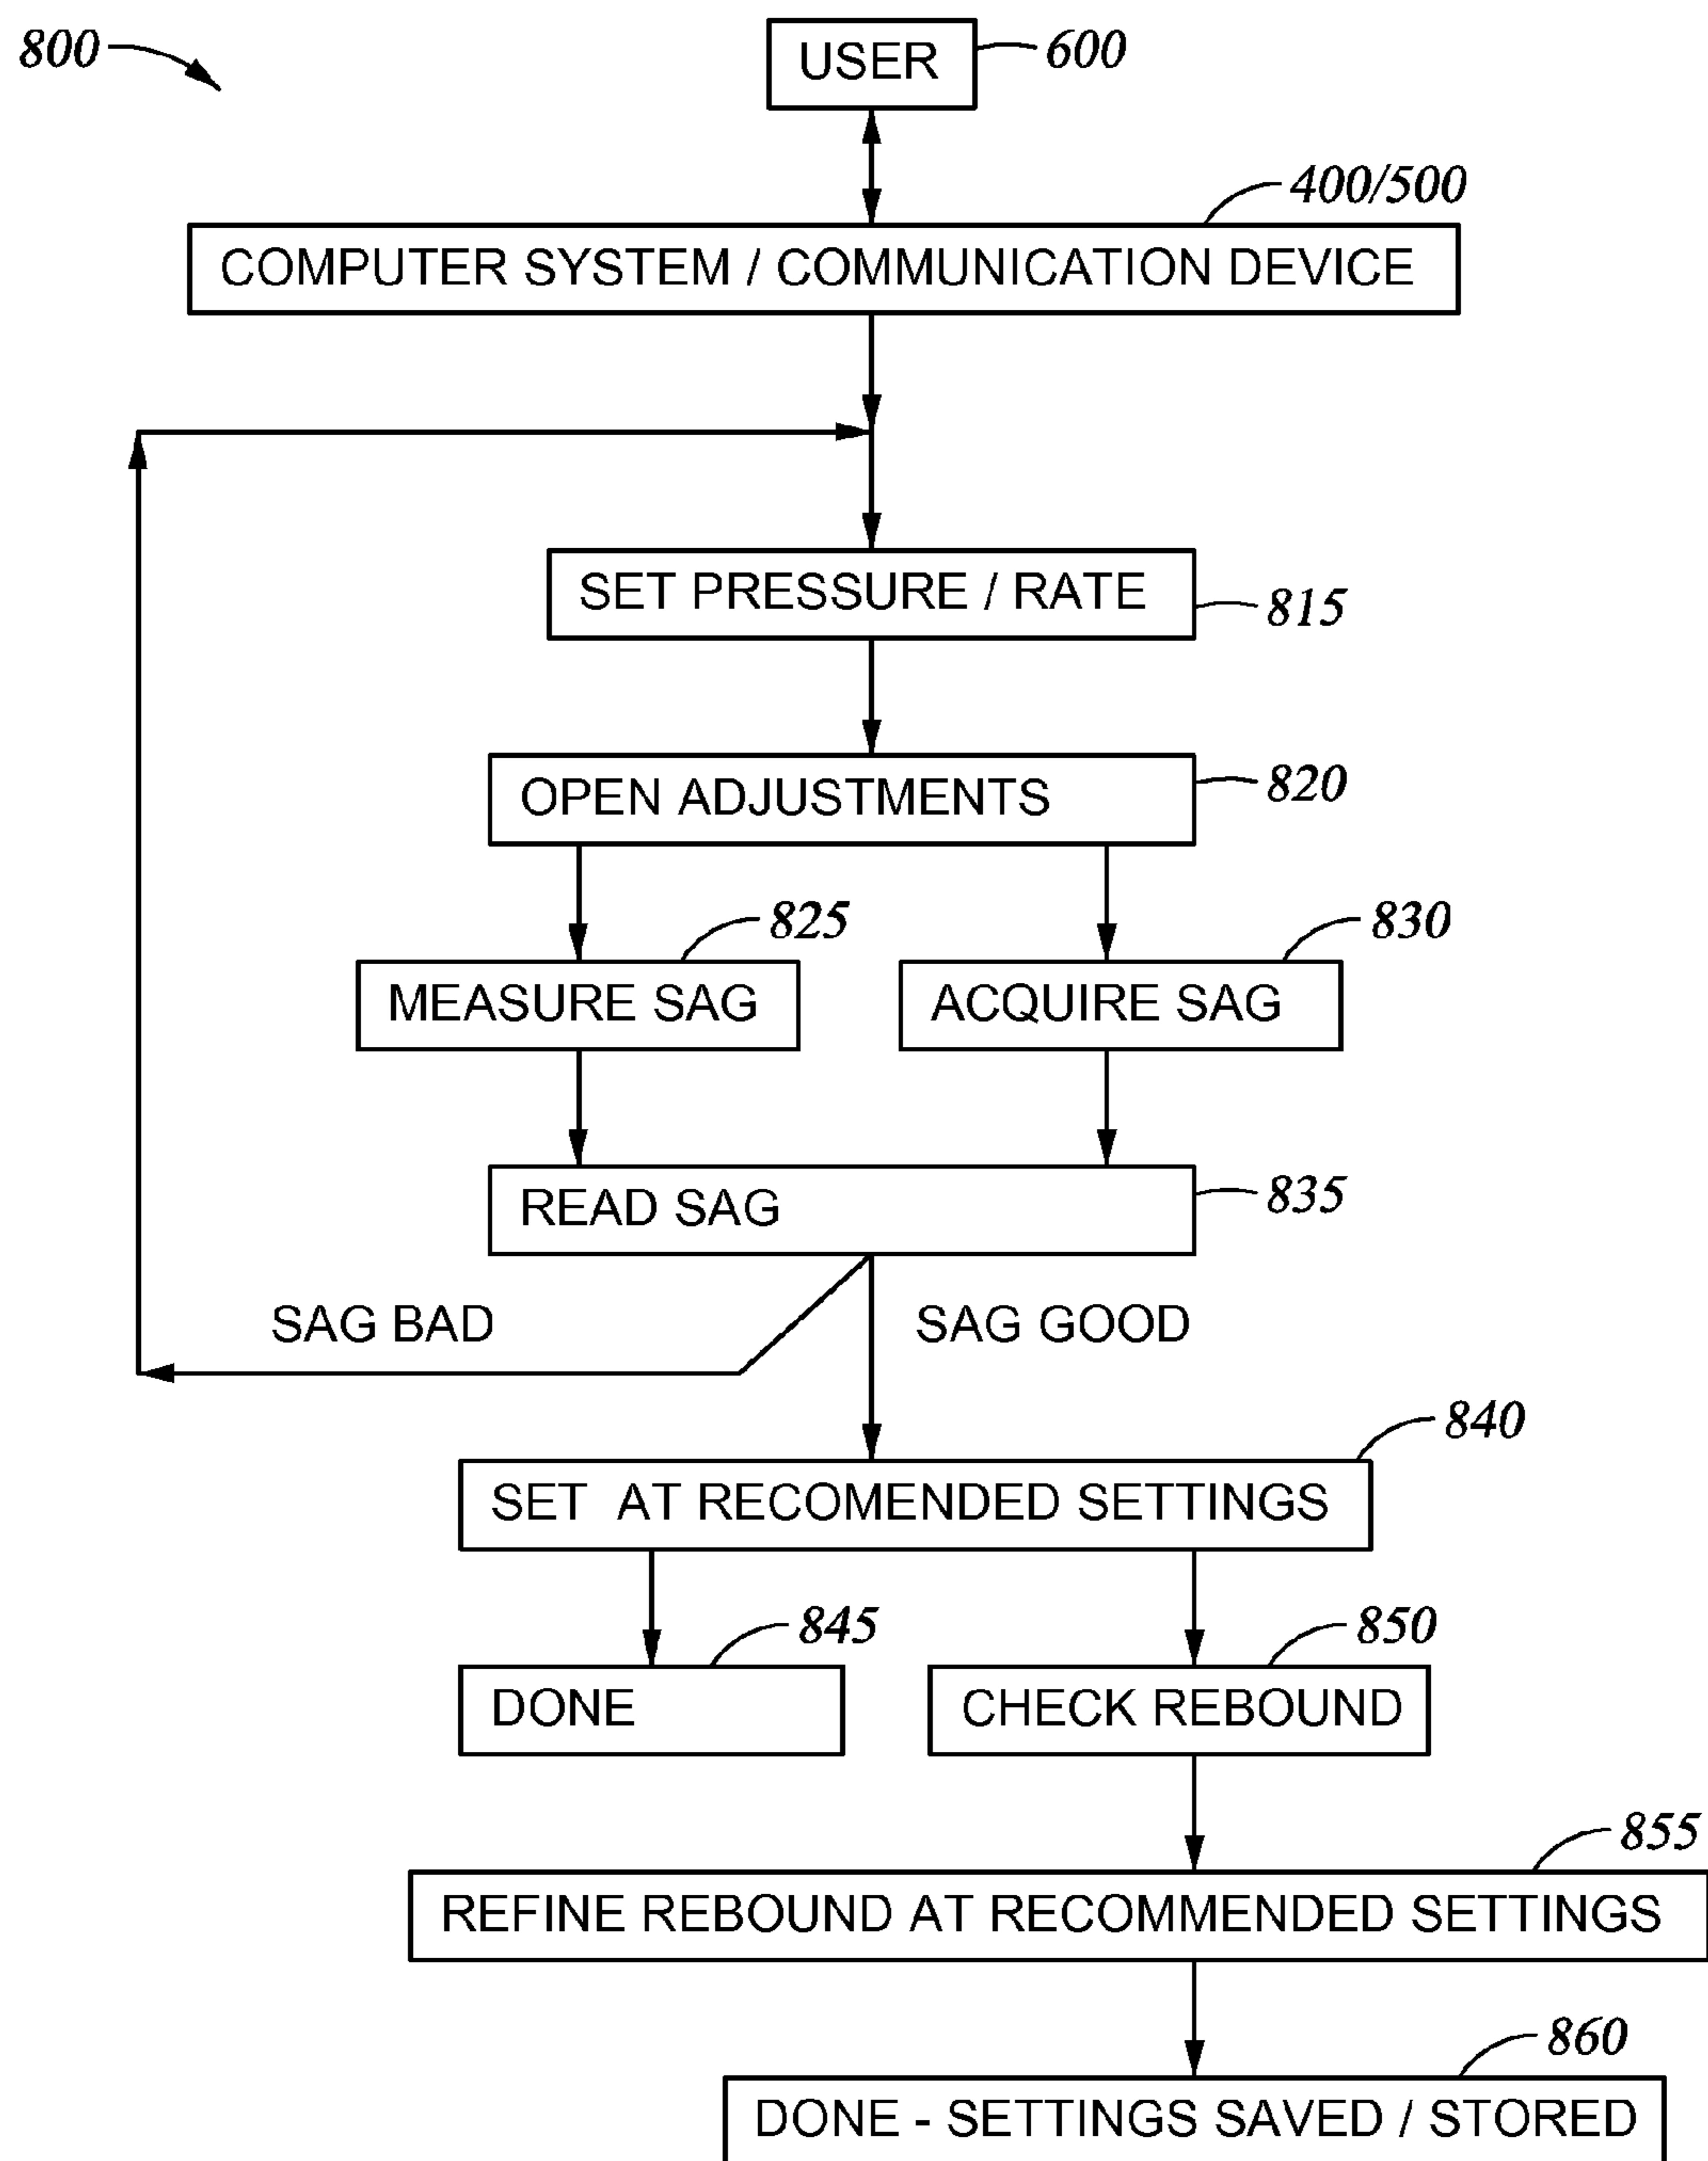 800
USER
600
400/500
COMPUTER SYSTEM / COMMUNICATION DEVICE
SET PRESSURE / RATE
815
OPEN ADJUSTMENTS
820
825
830
MEASURE SAG
ACQUIRE SAG
READ SAG
835
SAG BAD
SAG GOOD
840
SET AT RECOMENDED SETTINGS
845
850
DONE
CHECK REBOUND
855
REFINE REBOUND AT RECOMMENDED SETTINGS
860
DONE - SETTINGS SAVED / STORED